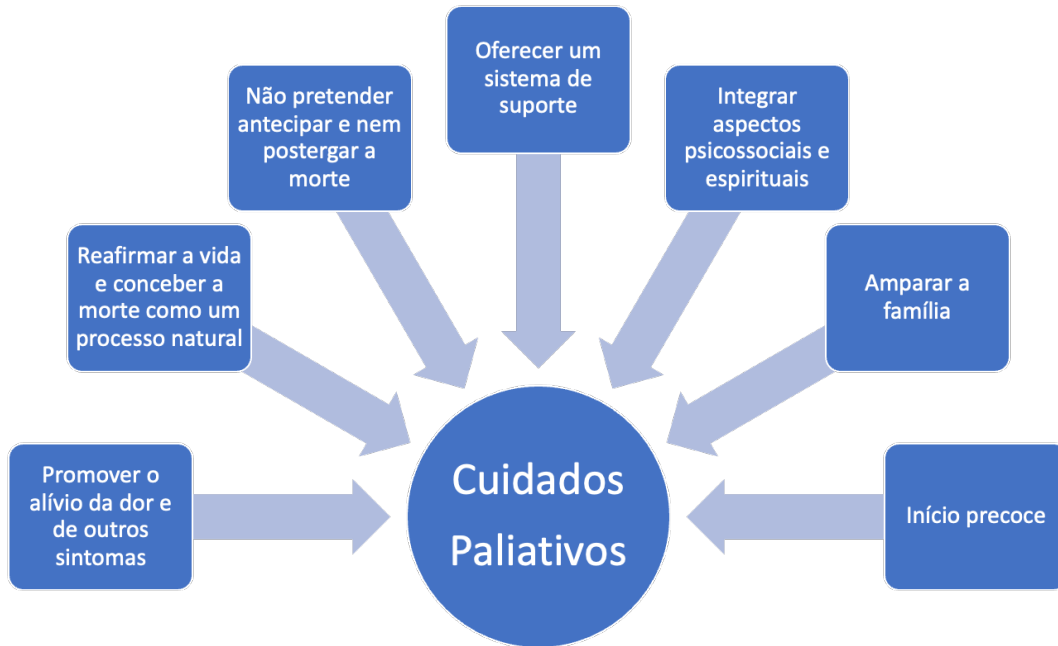 Oferecer um
sistema de
suporte
Não pretender
antecipar e nem
postergar a
morte
Integrar
aspectos
psicossociais e
espirituais
Reafirmar a vida
e conceber a
morte como um
processo natural
Amparar a
família
Promover o
alívio da dor e
de outros
sintomas
Cuidados
Paliativos
Início precoce